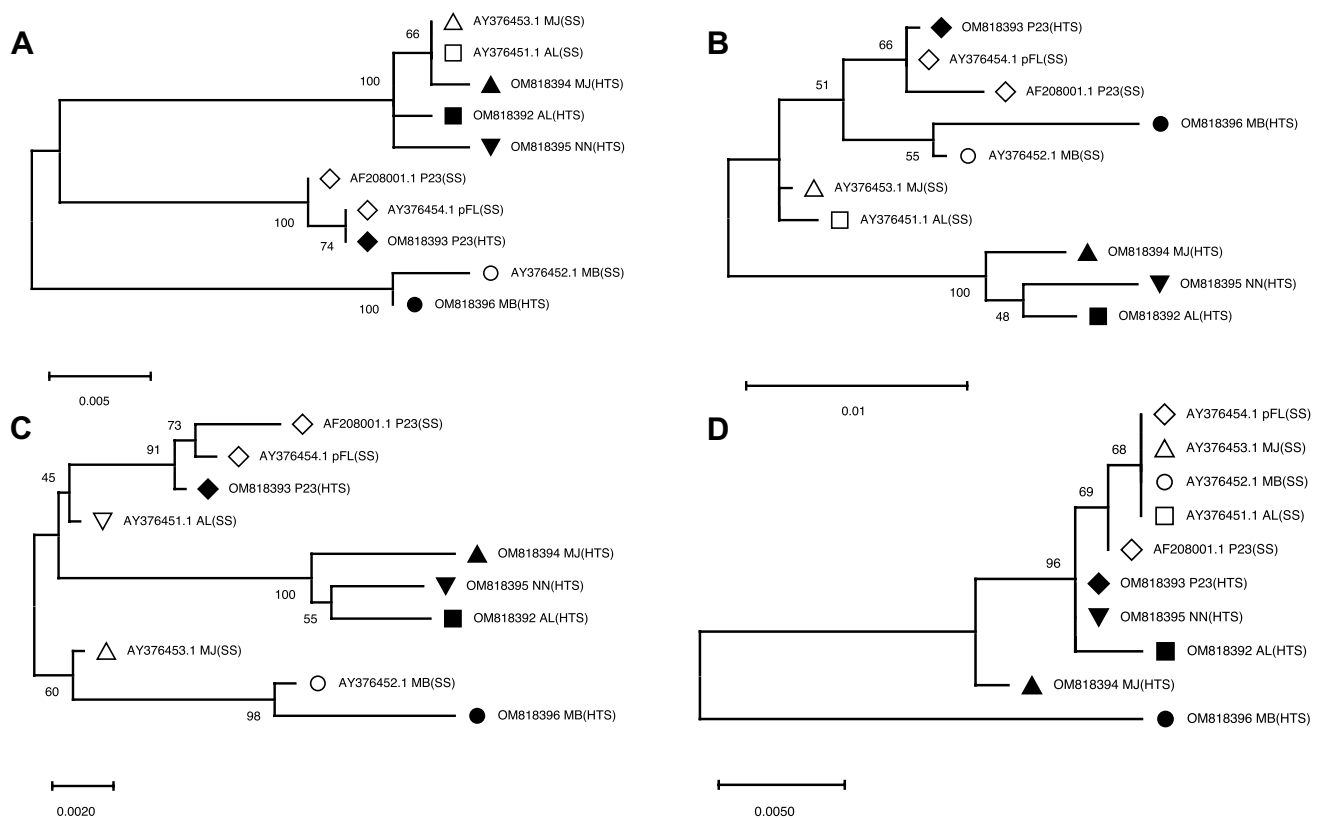 A
66
AY376453.1 MJ(SS)
AY376451.1 AL(SS)
OM818394 MJ(HTS)
100
OM818392 AL(HTS)
OM818395 NN(HTS)
AF208001.1 P23(SS)
AY376454.1 pFL(SS)
100
74
OM818393 P23(HTS)
AY376452.1 MB(SS)
100
OM818396 MB(HTS)
0.005
B
66
OM818393 P23(HTS)
AY376454.1 pFL(SS)
51
AF208001.1 P23(SS)
OM818396 MB(HTS)
55
AY376452.1 MB(SS)
AY376453.1 MJ(SS)
AY376451.1 AL(SS)
OM818394 MJ(HTS)
100
OM818395 NN(HTS)
48
OM818392 AL(HTS)
0.01
C
73
AF208001.1 P23(SS)
91
AY376454.1 pFL(SS)
45
OM818393 P23(HTS)
AY376451.1 AL(SS)
OM818394 MJ(HTS)
100
OM818395 NN(HTS)
55
OM818392 AL(HTS)
AY376453.1 MJ(SS)
60
AY376452.1 MB(SS)
98
OM818396 MB(HTS)
0.0020
D
AY376454.1 pFL(SS)
68
AY376453.1 MJ(SS)
AY376452.1 MB(SS)
69
AY376451.1 AL(SS)
AF208001.1 P23(SS)
96
OM818393 P23(HTS)
OM818395 NN(HTS)
OM818392 AL(HTS)
OM818394 MJ(HTS)
OM818396 MB(HTS)
0.0050